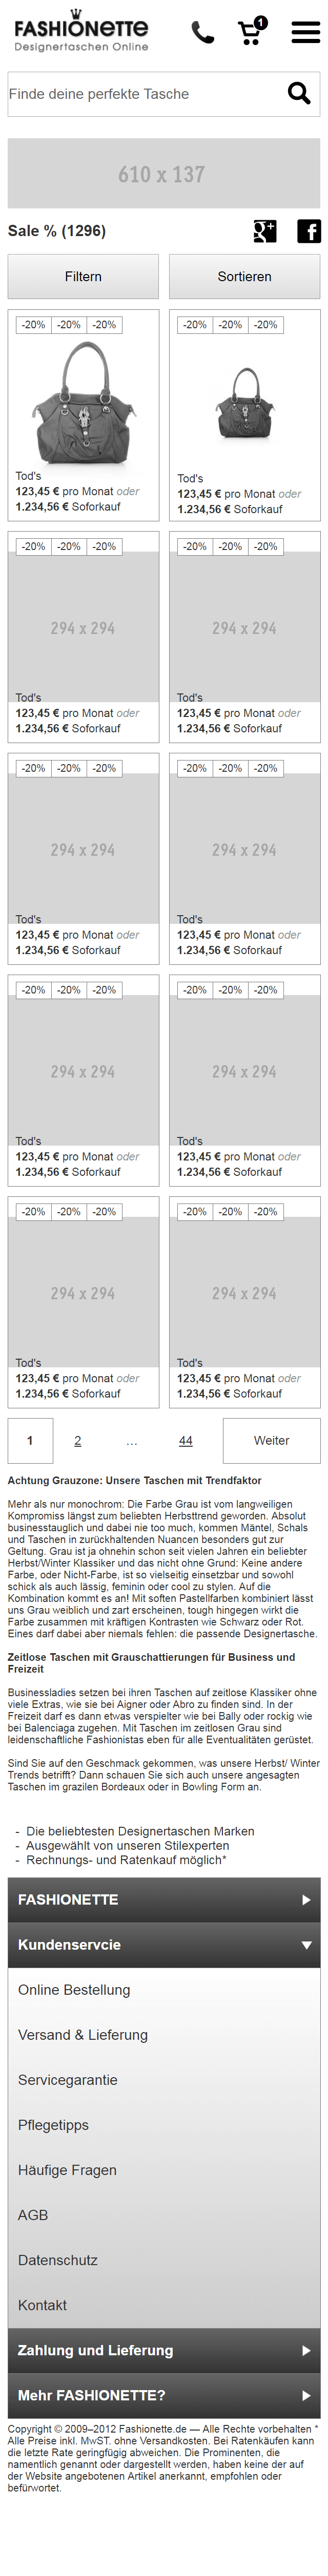 FASHIONETTE
Designertaschen Online
1
Finde deine perfekte Tasche
610 x 137
Sale % (1296)
g+ f
Filtern Sortieren
-20% -20% -20% -20% -20% -20%
Tod's Tod's
123,45 € pro Monat oder 123,45 € pro Monat oder
1.234,56 € Soforkauf 1.234,56 € Soforkauf
-20% -20% -20% -20% -20% -20%
294 x 294 294 x 294
Tod's Tod's
123,45 € pro Monat oder 123,45 € pro Monat oder
1.234,56 € Soforkauf 1.234,56 € Soforkauf
-20% -20% -20% -20% -20% -20%
294 x 294 294 x 294
Tod's Tod's
123,45 € pro Monat oder 123,45 € pro Monat oder
1.234,56 € Soforkauf 1.234,56 € Soforkauf
-20% -20% -20% -20% -20% -20%
294 x 294 294 x 294
Tod's Tod's
123,45 € pro Monat oder 123,45 € pro Monat oder
1.234,56 € Soforkauf 1.234,56 € Soforkauf
-20% -20% -20% -20% -20% -20%
294 x 294 294 x 294
Tod's Tod's
123,45 € pro Monat oder 123,45 € pro Monat oder
1.234,56 € Soforkauf 1.234,56 € Soforkauf
1 2 … 44 Weiter
Achtung Grauzone: Unsere Taschen mit Trendfaktor
Mehr als nur monochrom: Die Farbe Grau ist vom langweiligen
Kompromiss längst zum beliebten Herbsttrend geworden. Absolut
businesstauglich und dabei nie too much, kommen Mäntel, Schals
und Taschen in zurückhaltenden Nuancen besonders gut zur
Geltung. Grau ist ja ohnehin schon seit vielen Jahren ein beliebter
Herbst/Winter Klassiker und das nicht ohne Grund: Keine andere
Farbe, oder Nicht-Farbe, ist so vielseitig einsetzbar und sowohl
schick als auch lässig, feminin oder cool zu stylen. Auf die
Kombination kommt es an! Mit soften Pastellfarben kombiniert lässt
uns Grau weiblich und zart erscheinen, tough hingegen wirkt die
Farbe zusammen mit kräftigen Kontrasten wie Schwarz oder Rot.
Eines darf dabei aber niemals fehlen: die passende Designertasche.
Zeitlose Taschen mit Grauschattierungen für Business und
Freizeit
Businessladies setzen bei ihren Taschen auf zeitlose Klassiker ohne
viele Extras, wie sie bei Aigner oder Abro zu finden sind. In der
Freizeit darf es dann etwas verspielter wie bei Bally oder rockig wie
bei Balenciaga zugehen. Mit Taschen im zeitlosen Grau sind
leidenschaftliche Fashionistas eben für alle Eventualitäten gerüstet.
Sind Sie auf den Geschmack gekommen, was unsere Herbst/ Winter
Trends betrifft? Dann schauen Sie sich auch unsere angesagten
Taschen im grazilen Bordeaux oder in Bowling Form an.
- Die beliebtesten Designertaschen Marken
- Ausgewählt von unseren Stilexperten
- Rechnungs- und Ratenkauf möglich*
FASHIONETTE
Kundenservcie
Online Bestellung
Versand & Lieferung
Servicegarantie
Pflegetipps
Häufige Fragen
AGB
Datenschutz
Kontakt
Zahlung und Lieferung
Mehr FASHIONETTE?
Copyright © 2009–2012 Fashionette.de — Alle Rechte vorbehalten *
Alle Preise inkl. MwST. ohne Versandkosten. Bei Ratenkäufen kann
die letzte Rate geringfügig abweichen. Die Prominenten, die
namentlich genannt oder dargestellt werden, haben keine der auf
der Website angebotenen Artikel anerkannt, empfohlen oder
befürwortet.